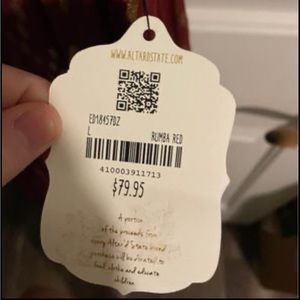 WWW.ALTARDSTATE.COM
ED18457DZ
L RUMBA RED
410003911713
$79.95
A portion
of the proceeds from
every Altar'd State brand
purchase will be donated to
feed, clothe and educate
children.